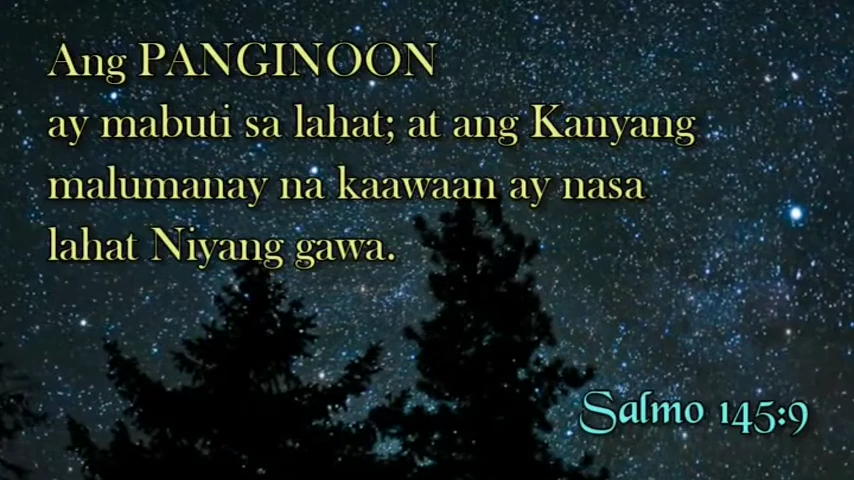 Ang PANGINOON
ay mabuti sa lahat; at ang Kanyang
malumanay na kaawaan ay nasa
lahat Niyang gawa.
Salmo 145:9